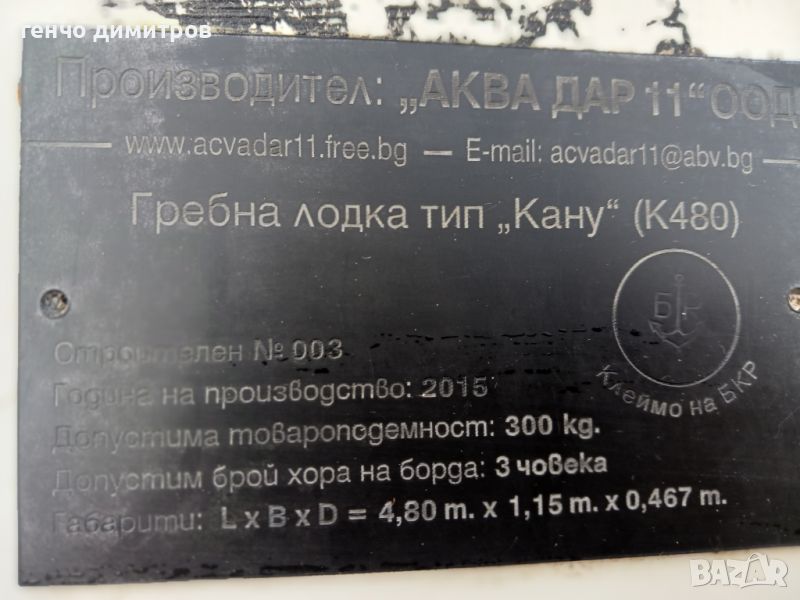 генчо димитров
Производител: „АКВА ДАР 11“ ООД
www.acvadar11.free.bg — E-mail: acvadar11@abv.bg
Гребна лодка тип „Кану“ (К480)
БР
Строителен № 003
Клеймо на БКР
Година на производство: 2015
Допустима товароподемност: 300 kg.
Допустим брой хора на борда: 3 човека
Габарити: L x B x D = 4,80 m. x 1,15 m. x 0,467 m.
BAZAR